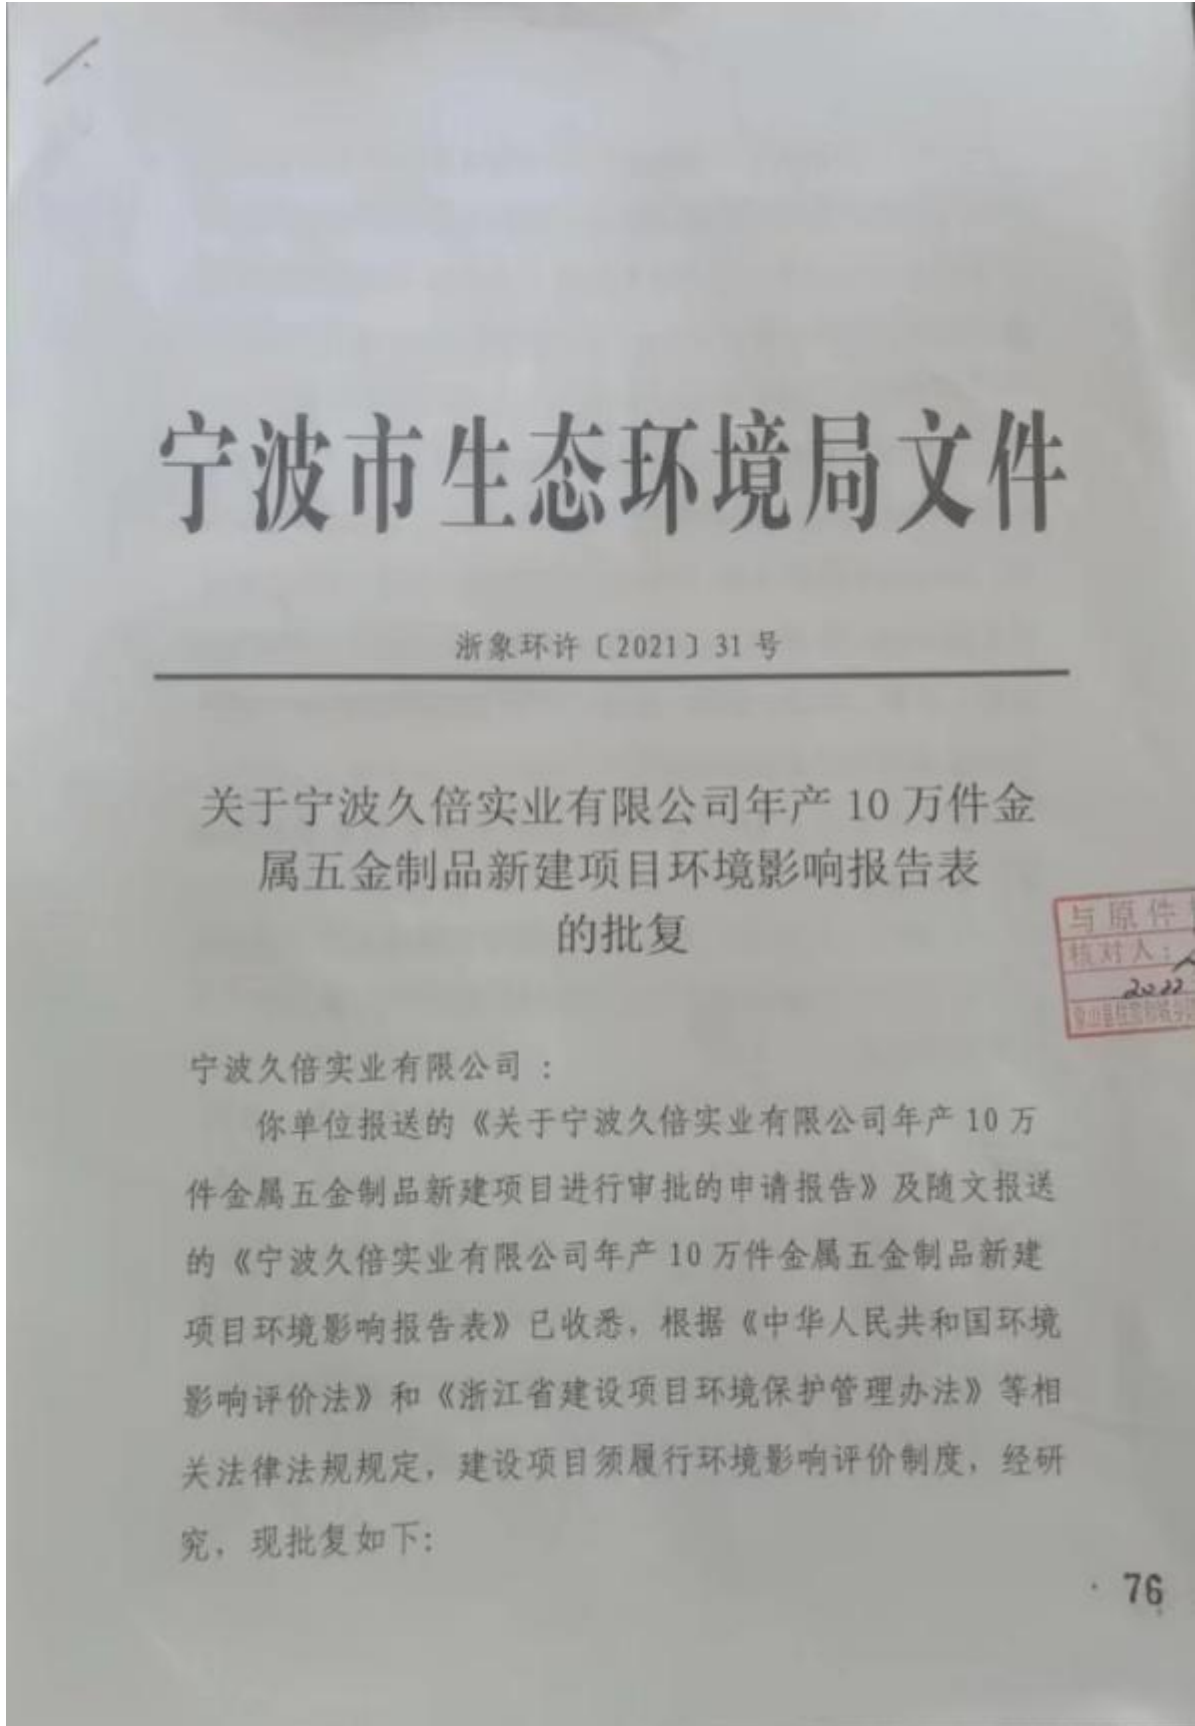 宁波市生态环境局文件
浙象环许〔2021〕31号
关于宁波久倍实业有限公司年产10万件金
属五金制品新建项目环境影响报告表
的批复
与原件
核对人：
2022
宁波久倍实业有限公司：
你单位报送的《关于宁波久倍实业有限公司年产10万
件金属五金制品新建项目进行审批的申请报告》及随文报送
的《宁波久倍实业有限公司年产10万件金属五金制品新建
项目环境影响报告表》已收悉，根据《中华人民共和国环境
影响评价法》和《浙江省建设项目环境保护管理办法》等相
关法律法规规定，建设项目须履行环境影响评价制度，经研
究，现批复如下：
76